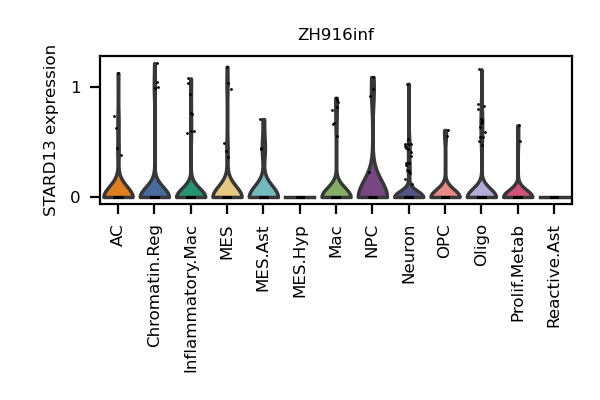 ZH916inf
STARD13 expression
1
0
AC
Chromatin.Reg
Inflammatory.Mac
MES
MES.Ast
MES.Hyp
Mac
NPC
Neuron
OPC
Oligo
Prolif.Metab
Reactive.Ast